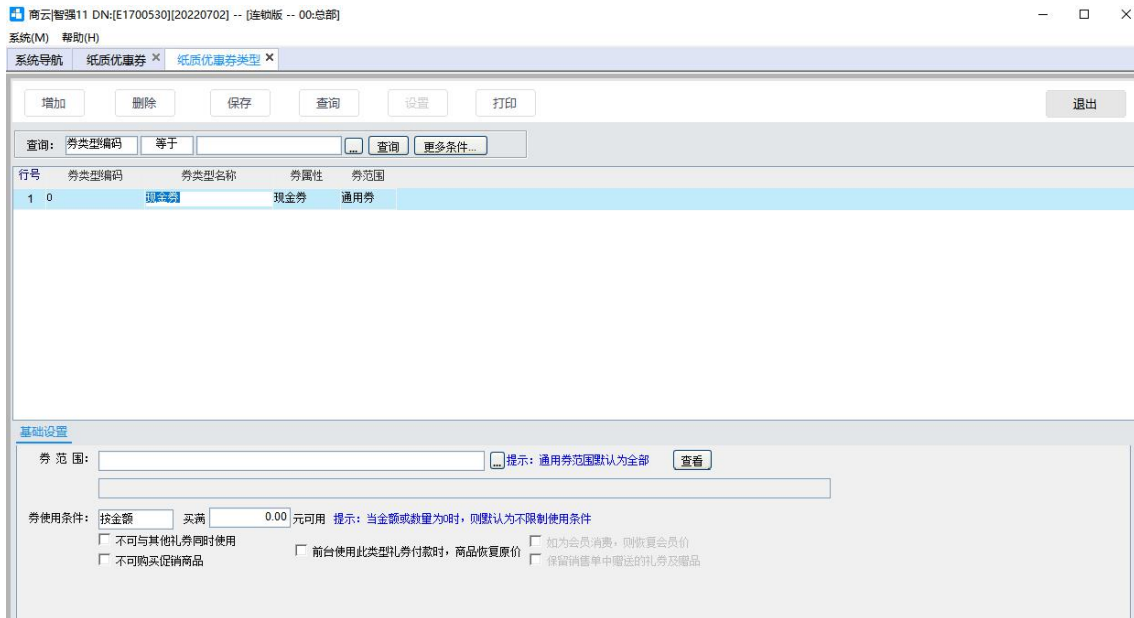 商云|智强11 DN:[E1700530][20220702] -- [连锁版 -- 00:总部]
系统(M) 帮助(H)
系统导航 纸质优惠券 × 纸质优惠券类型 ×
增加 删除 保存 查询 设置 打印 退出
查询: 券类型编码 等于 ... 查询 更多条件...
行号 券类型编码 券类型名称 券属性 券范围
1 0 现金券 现金券 通用券
基础设置
券 范 围: ... 提示: 通用券范围默认为全部 查看
券使用条件: 按金额 买满 0.00 元可用 提示: 当金额或数量为0时, 则默认为不限制使用条件
不可与其他礼券同时使用 前台使用此类型礼券付款时, 商品恢复原价 如为会员消费, 则恢复会员价
不可购买促销商品 保留销售单中赠送的礼券及赠品